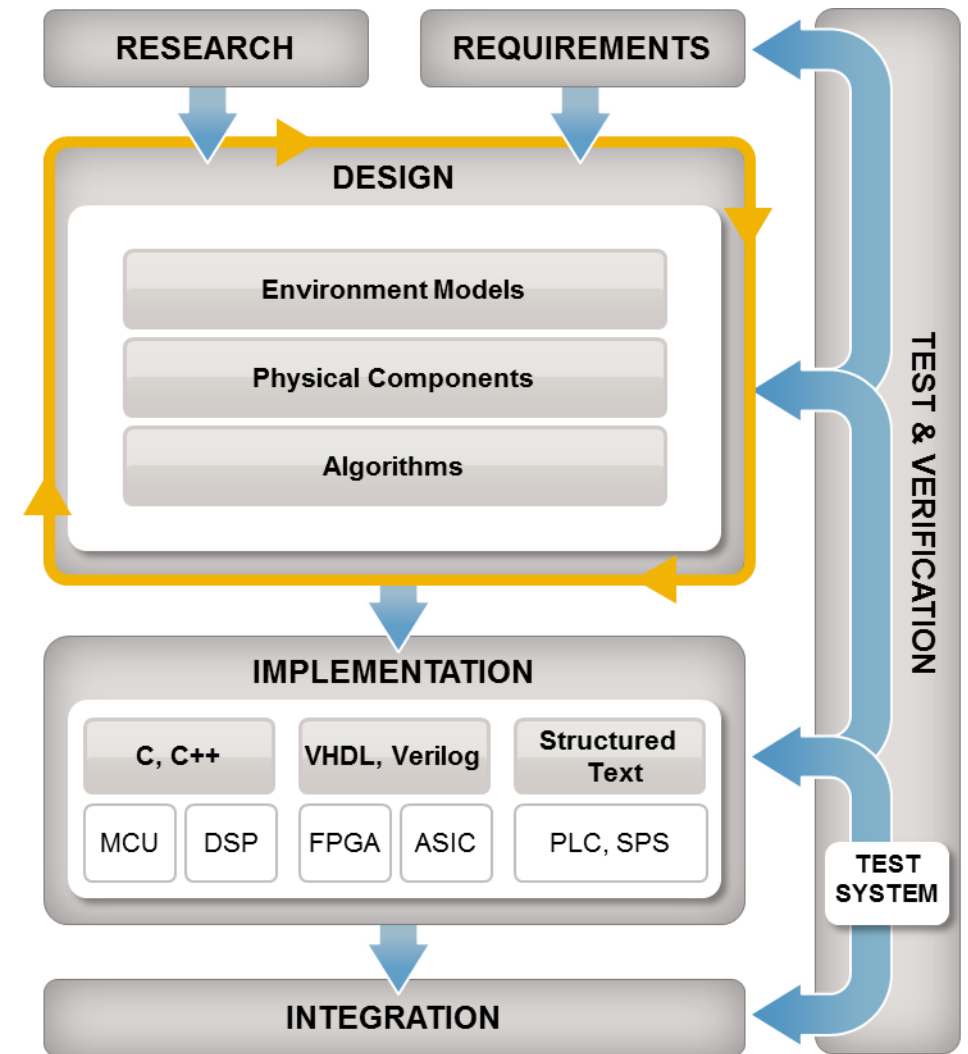 RESEARCH
REQUIREMENTS
DESIGN
Environment Models
Physical Components
Algorithms
IMPLEMENTATION
C, C++
VHDL, Verilog
Structured
Text
MCU
DSP
FPGA
ASIC
PLC, SPS
INTEGRATION
TEST & VERIFICATION
TEST
SYSTEM